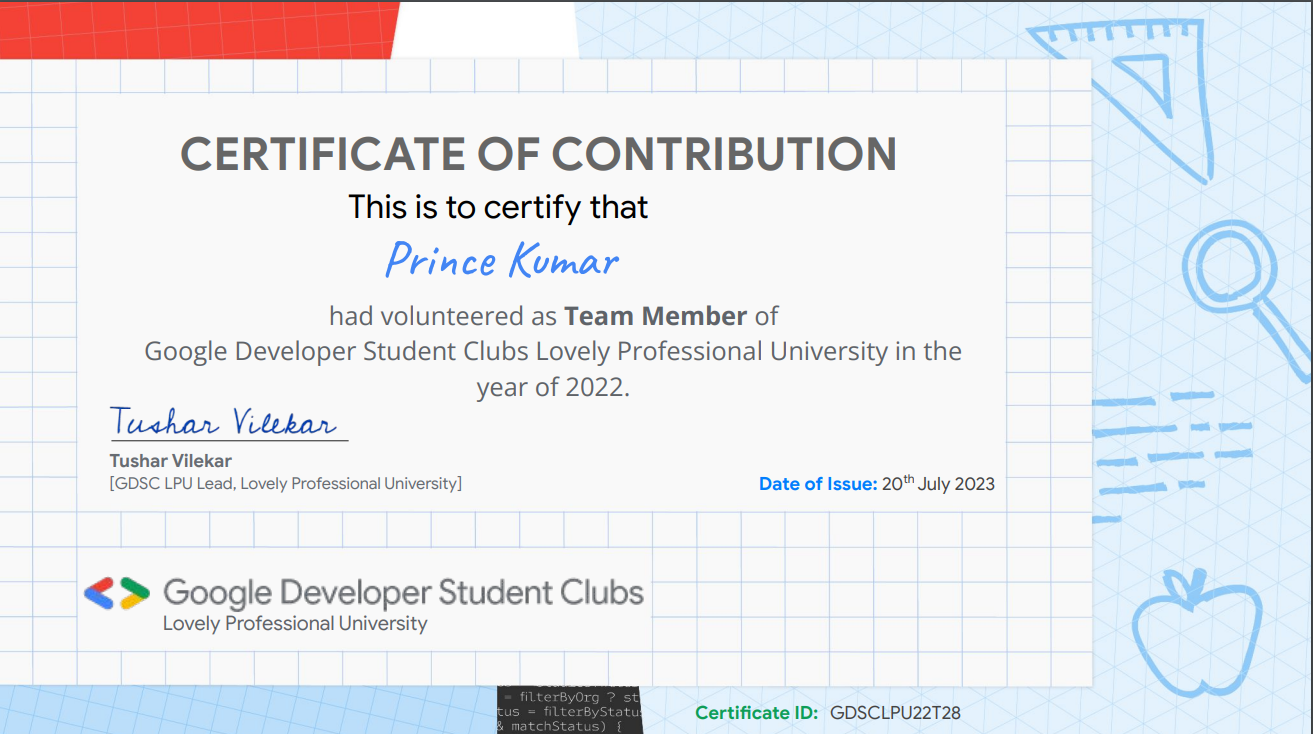 CERTIFICATE OF CONTRIBUTION
This is to certify that
Prince Kumar
had volunteered as Team Member of
Google Developer Student Clubs Lovely Professional University in the
year of 2022.
Tushar Vilekar
Tushar Vilekar
[GDSC LPU Lead, Lovely Professional University]
Date of Issue: 20th July 2023
Google Developer Student Clubs
Lovely Professional University
= filterByOrg ? st
tus = filterByStatu
& matchStatus) {
Certificate ID: GDSCLPU22T28